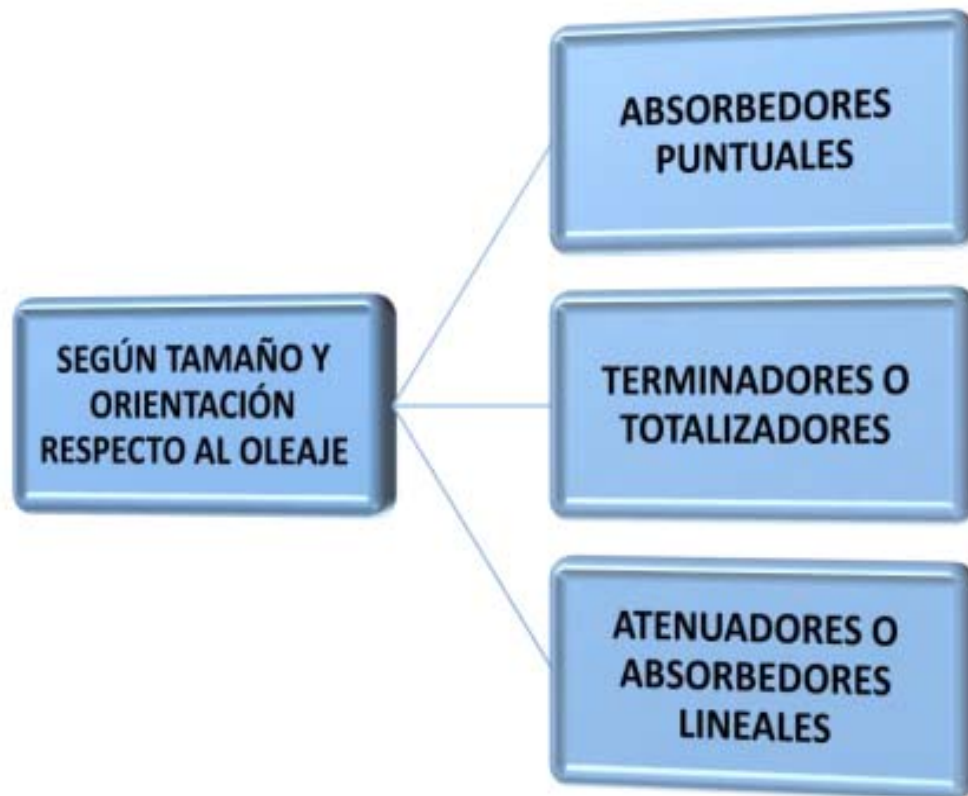 SEGÚN TAMAÑO Y
ORIENTACIÓN
RESPECTO AL OLEAJE
ABSORBEDORES
PUNTUALES
TERMINADORES O
TOTALIZADORES
ATENUADORES O
ABSORBEDORES
LINEALES